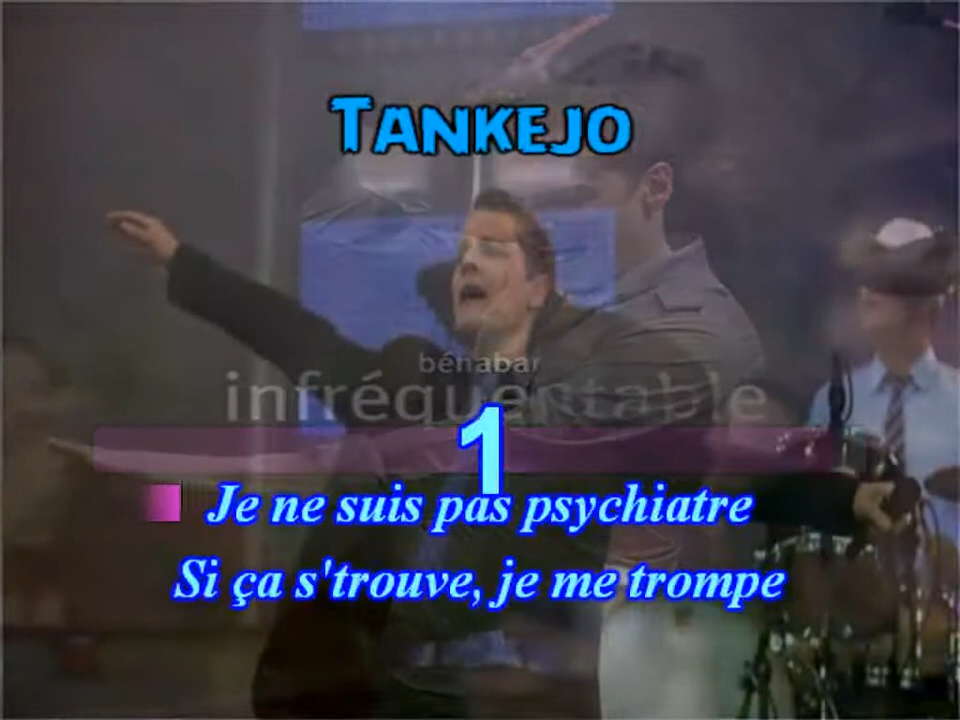 TANKEJO
bénabar
infréquentable
1
Je ne suis pas psychiatre
Si ça s'trouve, je me trompe